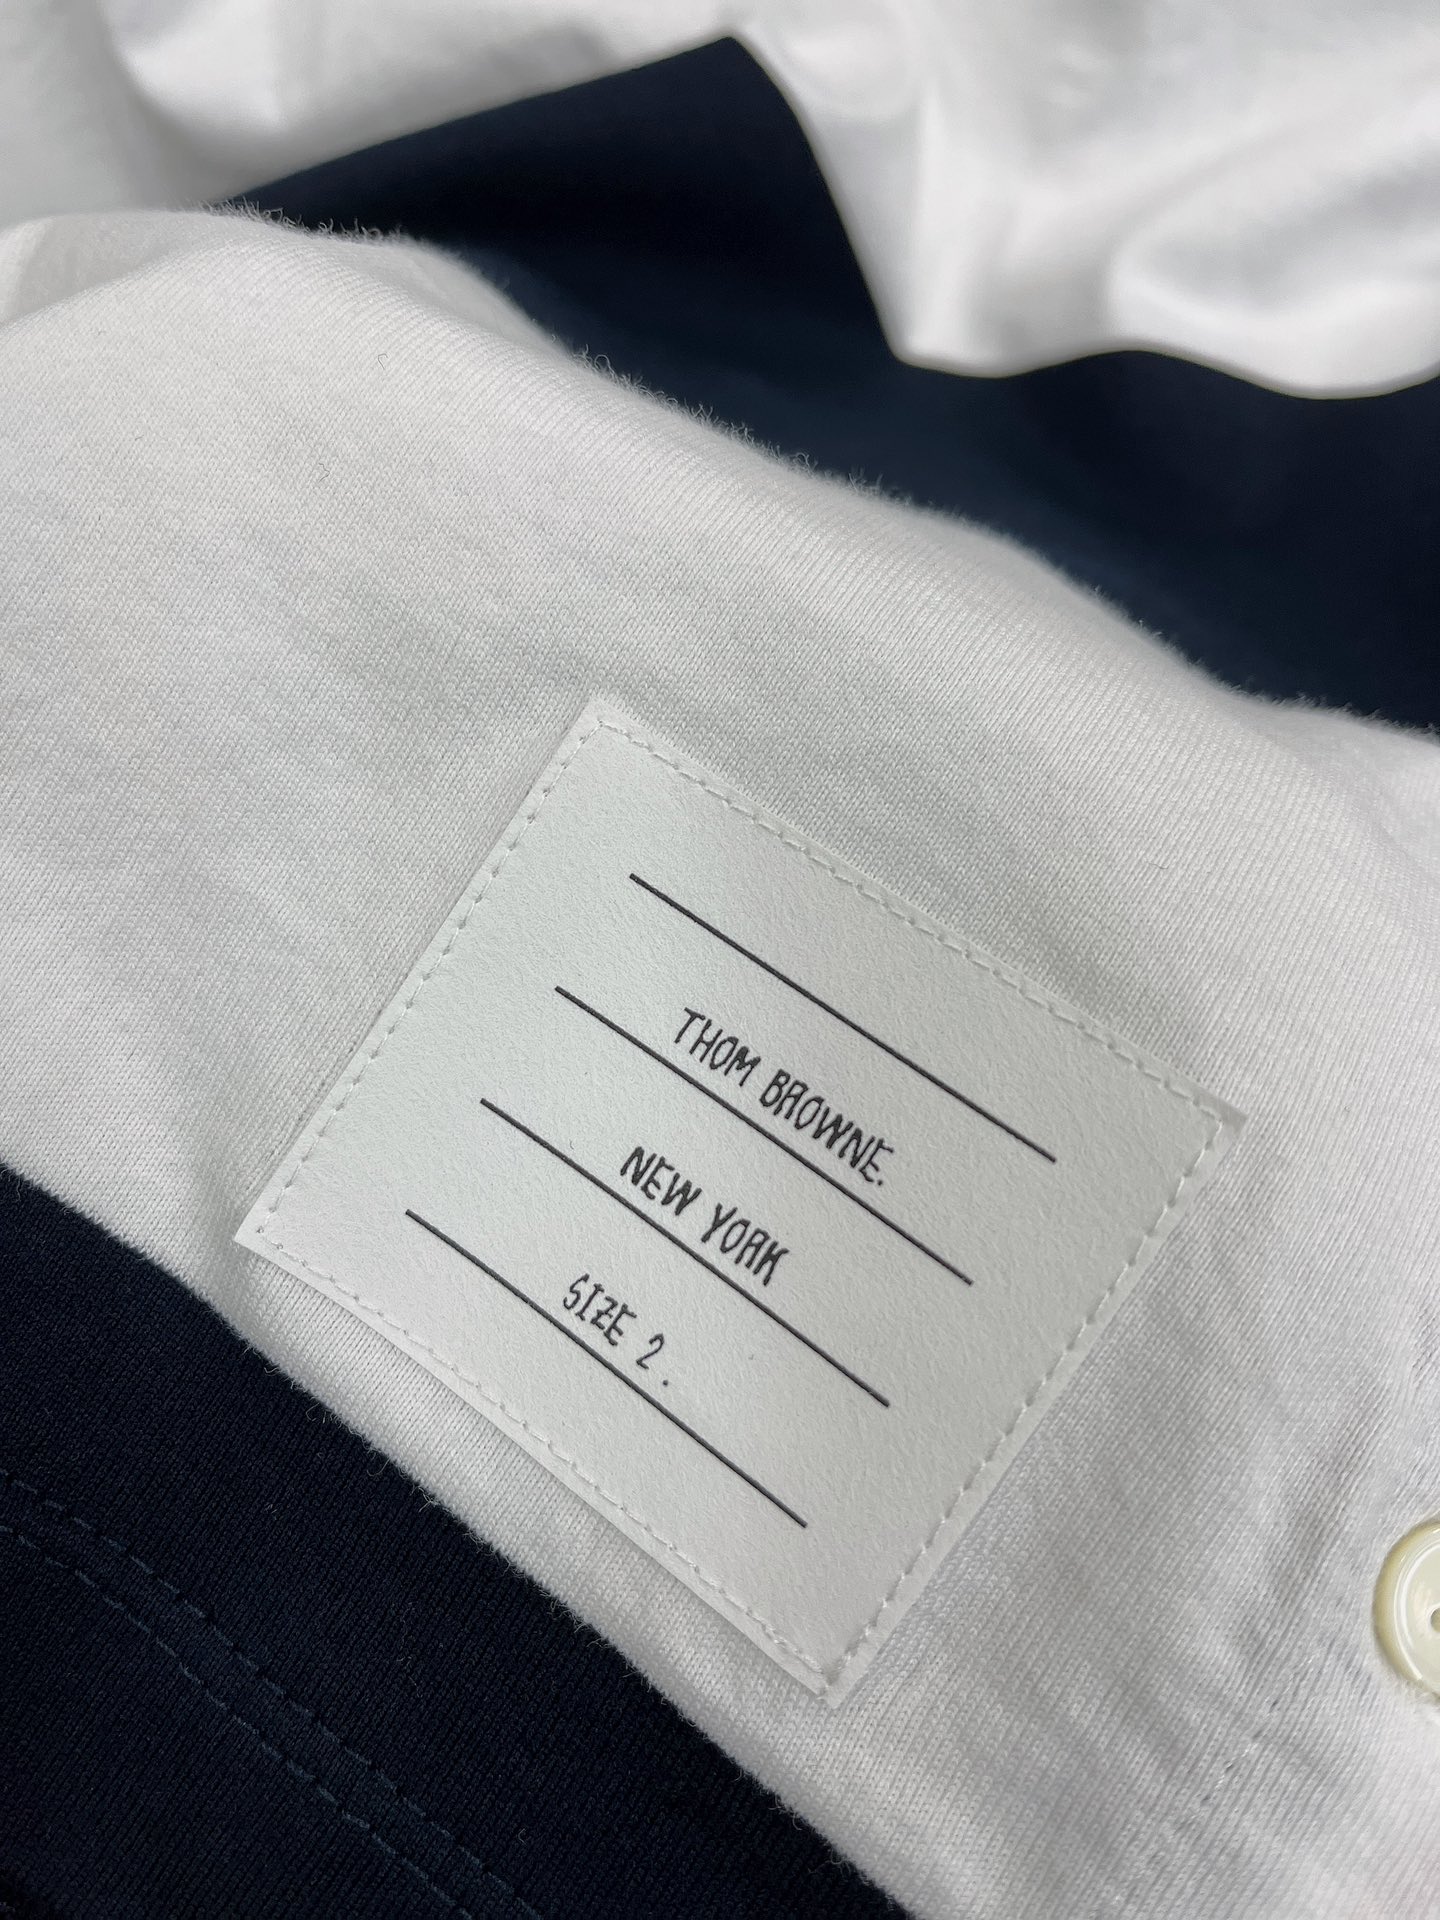 THOM BROWNE.
NEW YORK
SIZE 2.